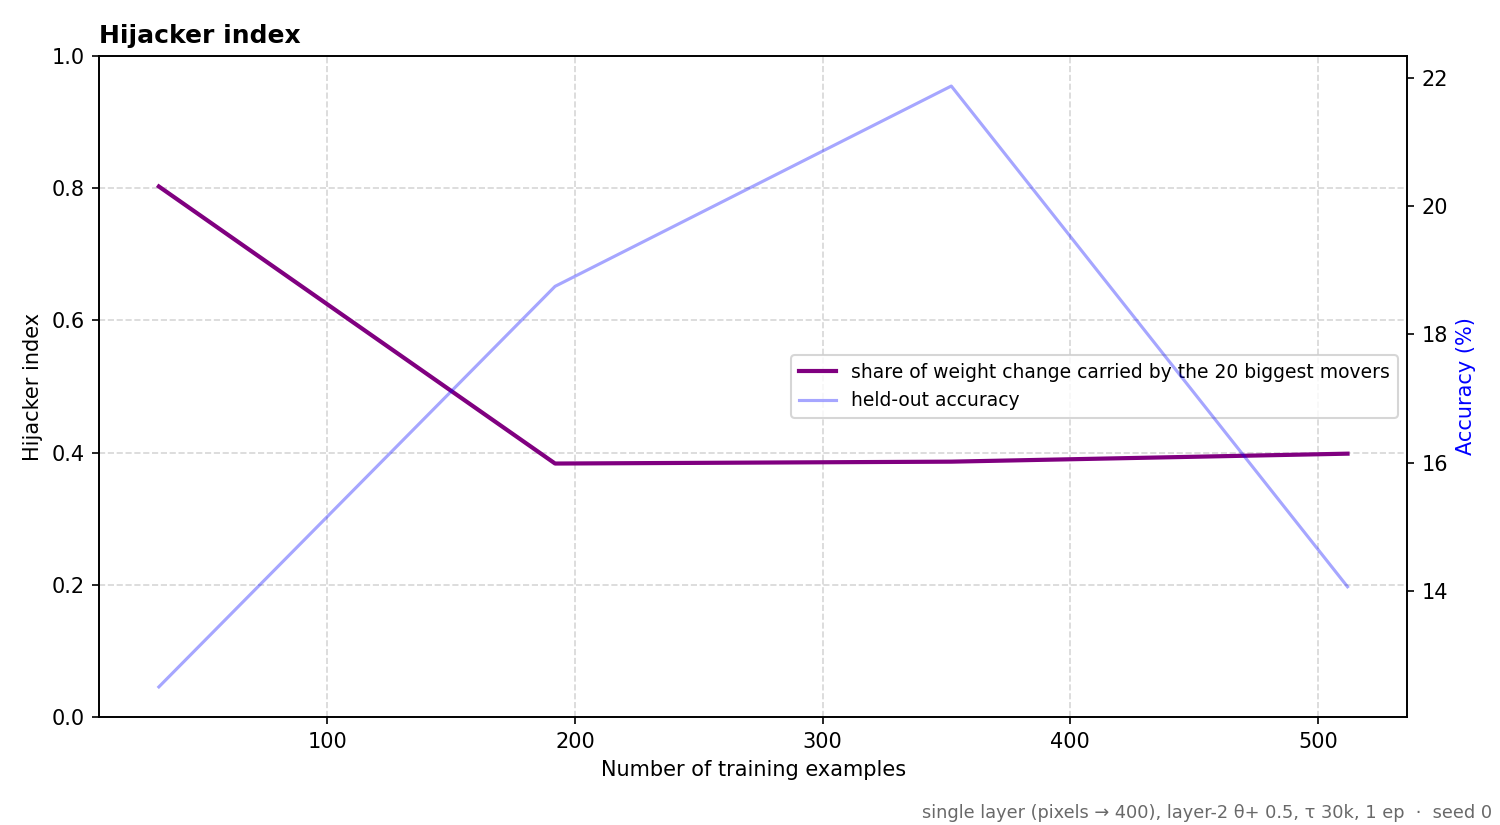 Hijacker index
1.0
0.8
0.6
0.4
0.2
0.0
Hijacker index
22
20
18
16
14
Accuracy (%)
share of weight change carried by the 20 biggest movers
held-out accuracy
100 200 300 400 500
Number of training examples
single layer (pixels → 400), layer-2 θ+ 0.5, τ 30k, 1 ep · seed 0